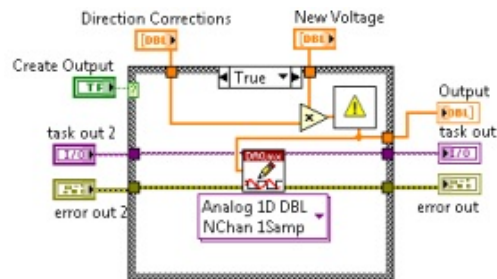 Direction Corrections
New Voltage
[DBL]
[DBL]
Create Output
True
TF
?
×
Output
[DBL]
task out 2
task out
I/O
DAQmx
I/O
error out 2
error out
Analog 1D DBL
NChan 1Samp